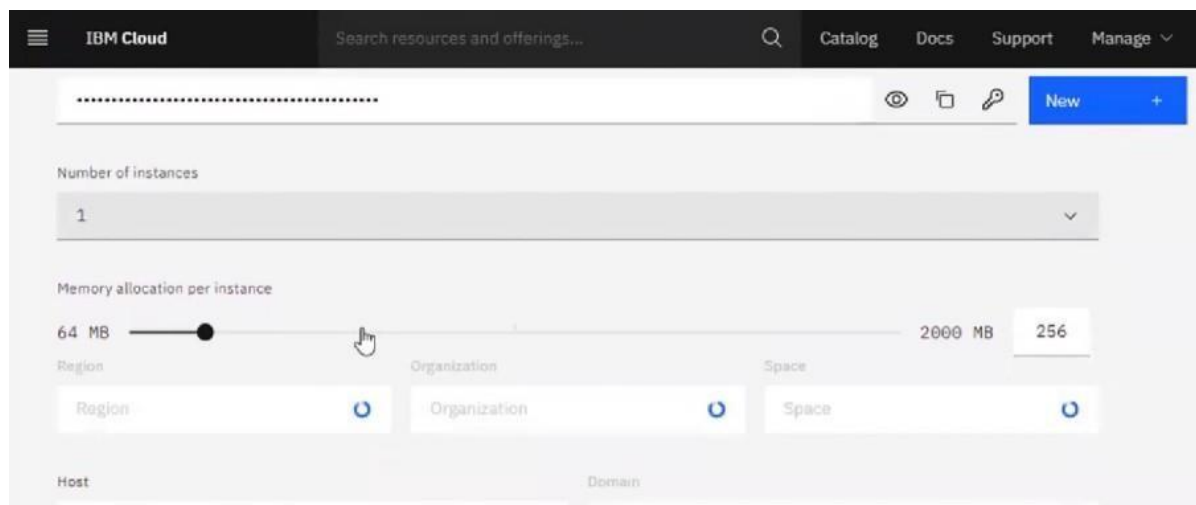 IBM Cloud Search resources and offerings... Catalog Docs Support Manage
•••••••••••••••••••••••••••••••••••••••••••• New +
Number of instances
1
Memory allocation per instance
64 MB 2000 MB 256
Region Organization Space
Region Organization Space
Host Domain